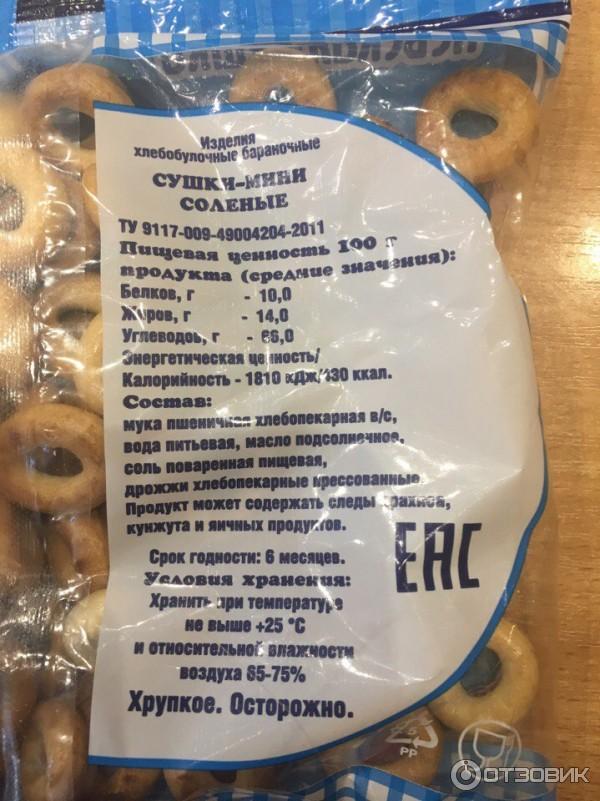 Изделия
хлебобулочные бараночные
СУШКИ-МИНИ
СОЛЕНЫЕ
ТУ 9117-009-49004204-2011
Пищевая ценность 100 г
продукта (средние значения):
Белков, г - 10,0
Жиров, г - 14,0
Углеводов, г - 66,0
Энергетическая ценность/
Калорийность - 1810 кДж/430 ккал.
Состав:
мука пшеничная хлебопекарная в/с,
вода питьевая, масло подсолнечное,
соль поваренная пищевая,
дрожжи хлебопекарные прессованные.
Продукт может содержать следы арахиса,
кунжута и яичных продуктов.
EAC
Срок годности: 6 месяцев.
Условия хранения:
Хранить при температуре
не выше +25 °С
и относительной влажности
воздуха 65-75%
Хрупкое. Осторожно.
PP
ОТЗОВИК